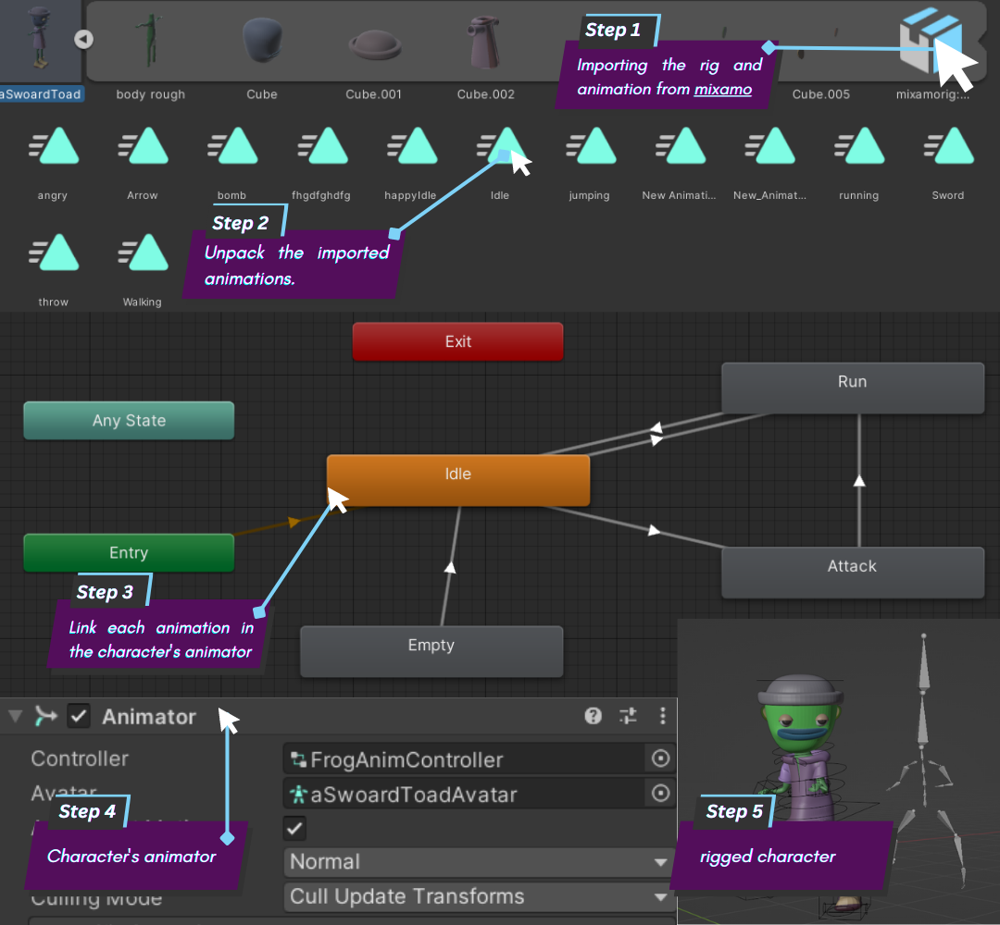 Step 1
Importing the rig and
animation from mixamo
aSwoardToad
body rough
Cube
Cube.001
Cube.002
Cube.005
mixamorig:...
angry
Arrow
bomb
fhgdfghdfg
happyIdle
Idle
jumping
New Animati...
New_Animat...
running
Sword
Step 2
Unpack the imported
animations.
throw
Walking
Exit
Any State
Run
Idle
Entry
Attack
Step 3
Link each animation in
the character's animator
Empty
Animator
Controller
FrogAnimController
Avatar
aSwoardToadAvatar
Step 4
Character's animator
Normal
Culling Mode
Cull Update Transforms
Step 5
rigged character